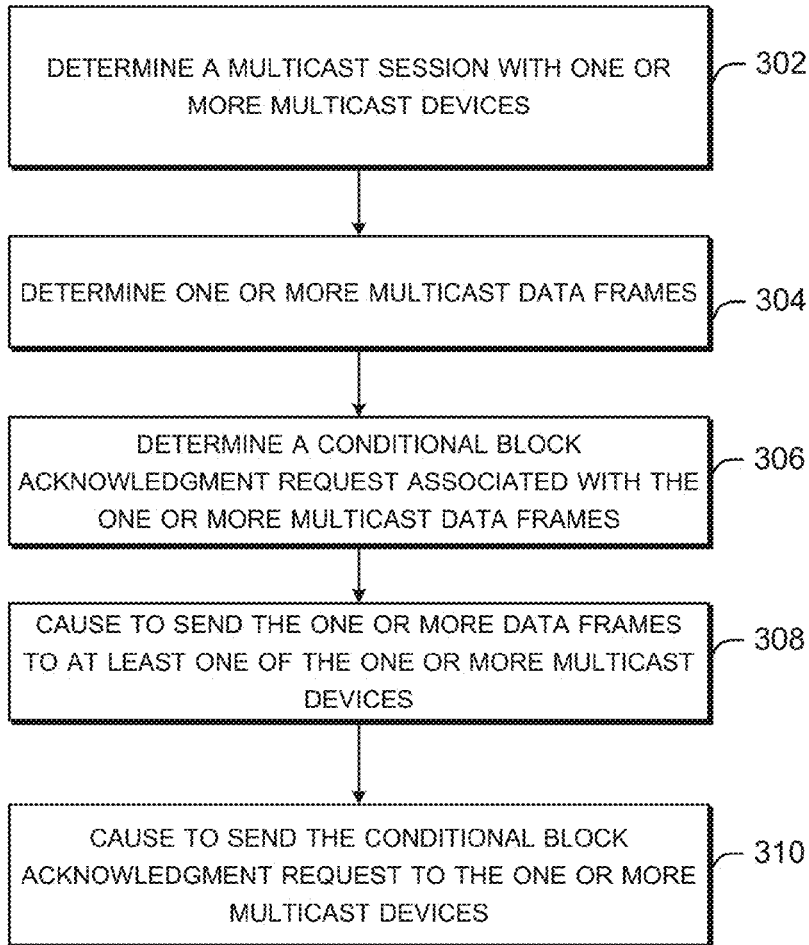 DETERMINE A MULTICAST SESSION WITH ONE OR
MORE MULTICAST DEVICES
302
DETERMINE ONE OR MORE MULTICAST DATA FRAMES
304
DETERMINE A CONDITIONAL BLOCK
ACKNOWLEDGMENT REQUEST ASSOCIATED WITH THE
ONE OR MORE MULTICAST DATA FRAMES
306
CAUSE TO SEND THE ONE OR MORE DATA FRAMES
TO AT LEAST ONE OF THE ONE OR MORE MULTICAST
DEVICES
308
CAUSE TO SEND THE CONDITIONAL BLOCK
ACKNOWLEDGMENT REQUEST TO THE ONE OR MORE
MULTICAST DEVICES
310